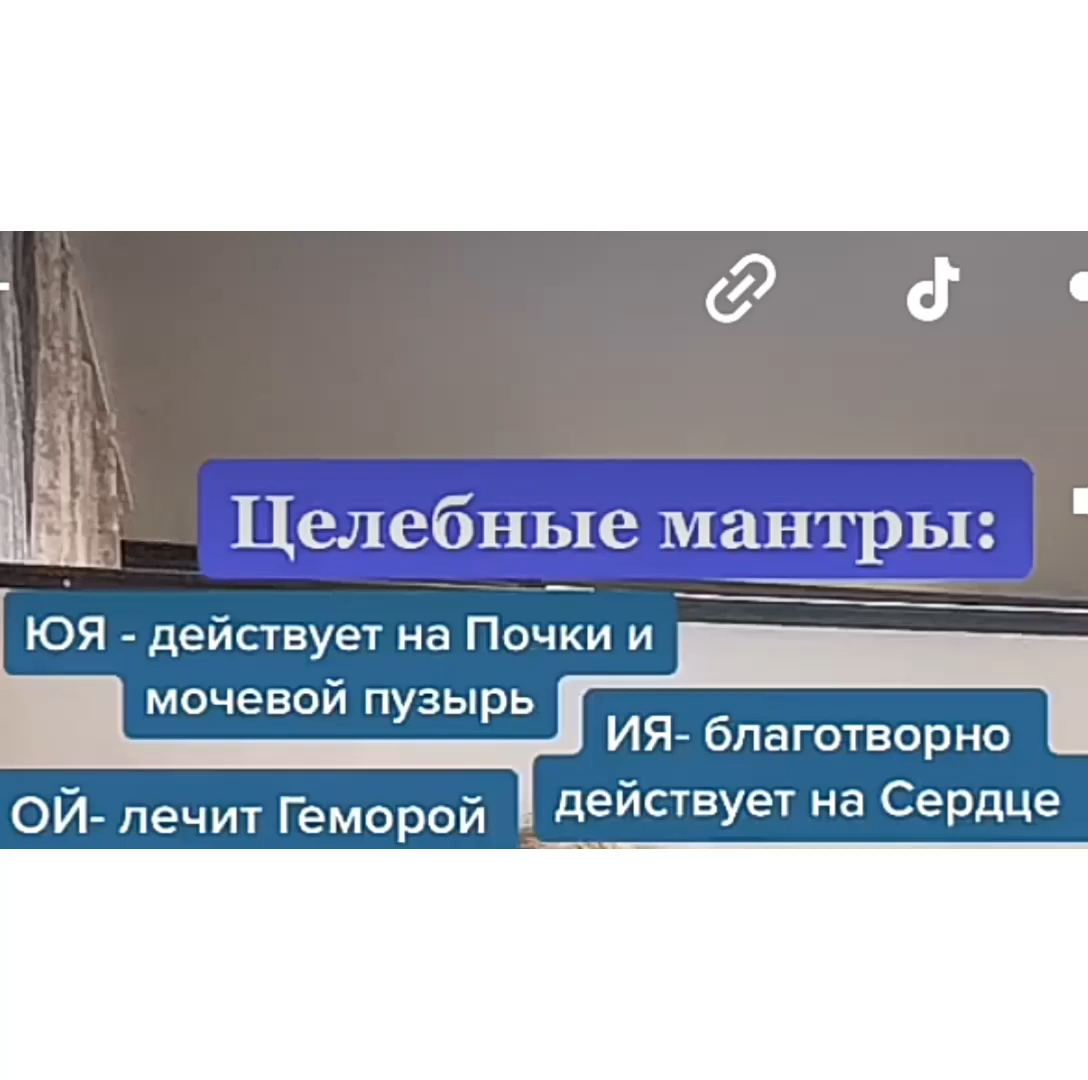 Целебные мантры:
ЮЯ - действует на Почки и
мочевой пузырь
ИЯ- благотворно
действует на Сердце
ОЙ- лечит Геморой